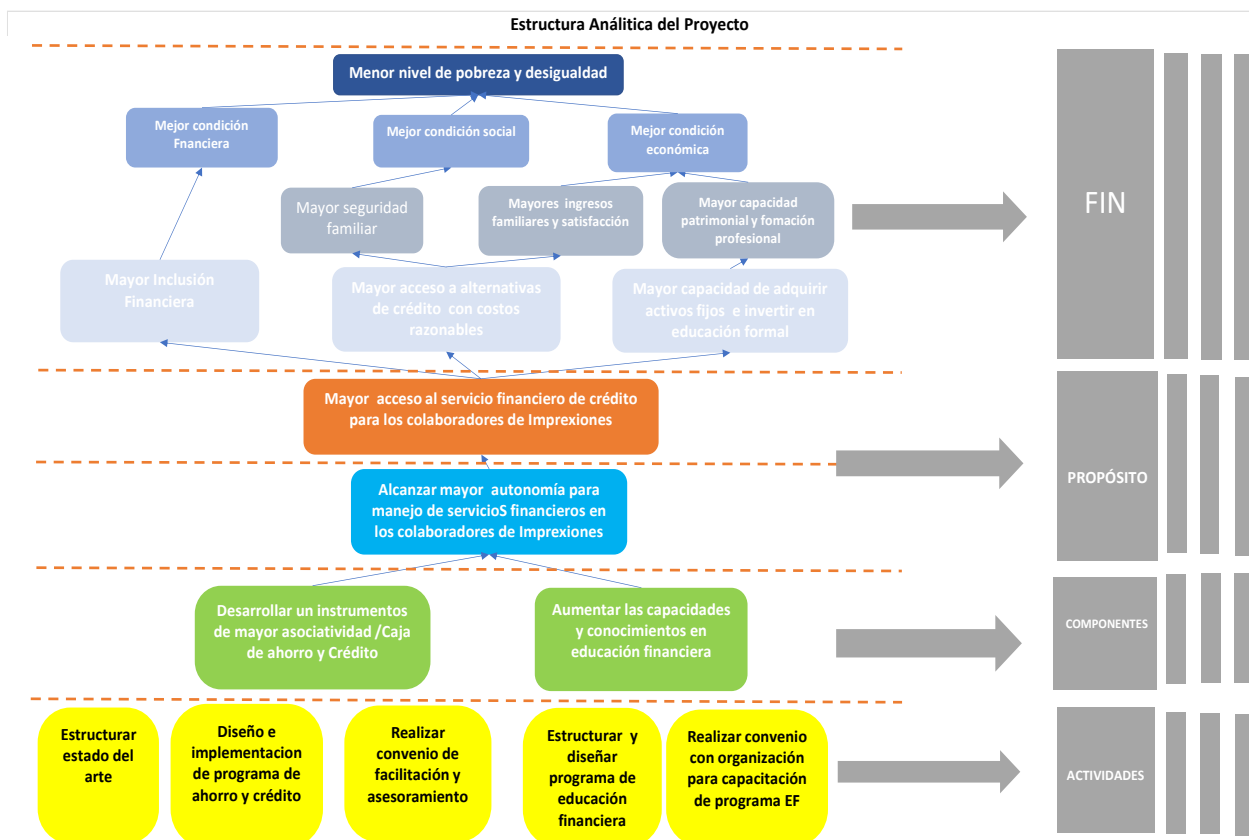 Estructura Análitica del Proyecto
Menor nivel de pobreza y desigualdad
Mejor condición
Fnanciera
Mejor condición social
Mejor condición
económica
Mayor seguridad
familiar
Mayores ingresos
familiares y satisfacción
Mayor capacidad
patrimonial y fomación
profesional
FIN
Mayor Inclusión
Financiera
Mayor acceso a alternativas
de crédito con costos
razonables
Mayor capacidad de adquirir
activos fijos e invertir en
educación formal
Mayor acceso al servicio financiero de crédito
para los colaboradores de Imprexiones
PROPÓSITO
Alcanzar mayor autonomía para
manejo de servicioS financieros en
los colaboradores de Imprexiones
Desarrollar un instrumentos
de mayor asociatividad /Caja
de ahorro y Crédito
Aumentar las capacidades
y conocimientos en
educación financiera
COMPONENTES
Estructurar
estado del
arte
Diseño e
implementacion
de programa de
ahorro y crédito
Realizar
convenio de
facilitación y
asesoramiento
Estructurar y
diseñar
programa de
educación
financiera
Realizar convenio
con organización
para capacitación
de programa EF
ACTIVIDADES